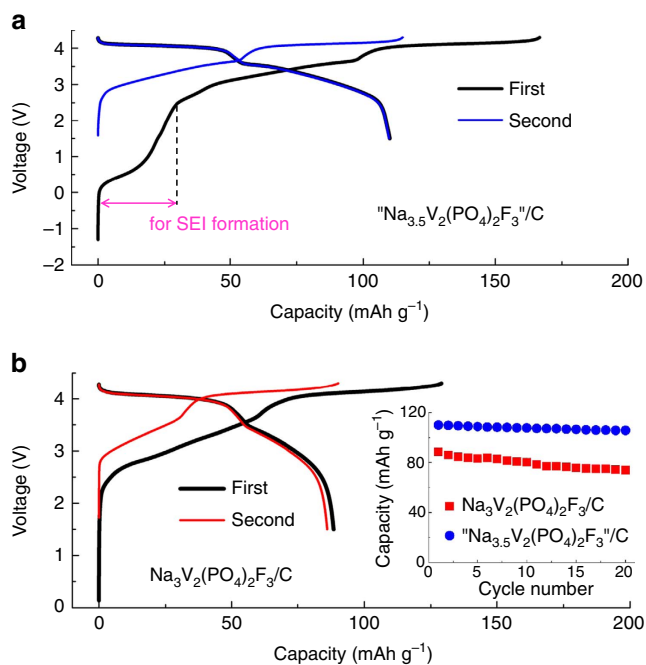 a
5
4
3
2
1
0
−1
−2
Voltage (V)
First
Second
for SEI formation
"Na3.5V2(PO4)2F3"/C
0
50
100
150
200
Capacity (mAh g−1)
b
4
3
2
1
0
Voltage (V)
First
Second
Na3V2(PO4)2F3/C
120
80
40
0
Capacity (mAh g−1)
Na3V2(PO4)2F3/C
"Na3.5V2(PO4)2F3"/C
0
5
10
15
20
Cycle number
0
50
100
150
200
Capacity (mAh g−1)